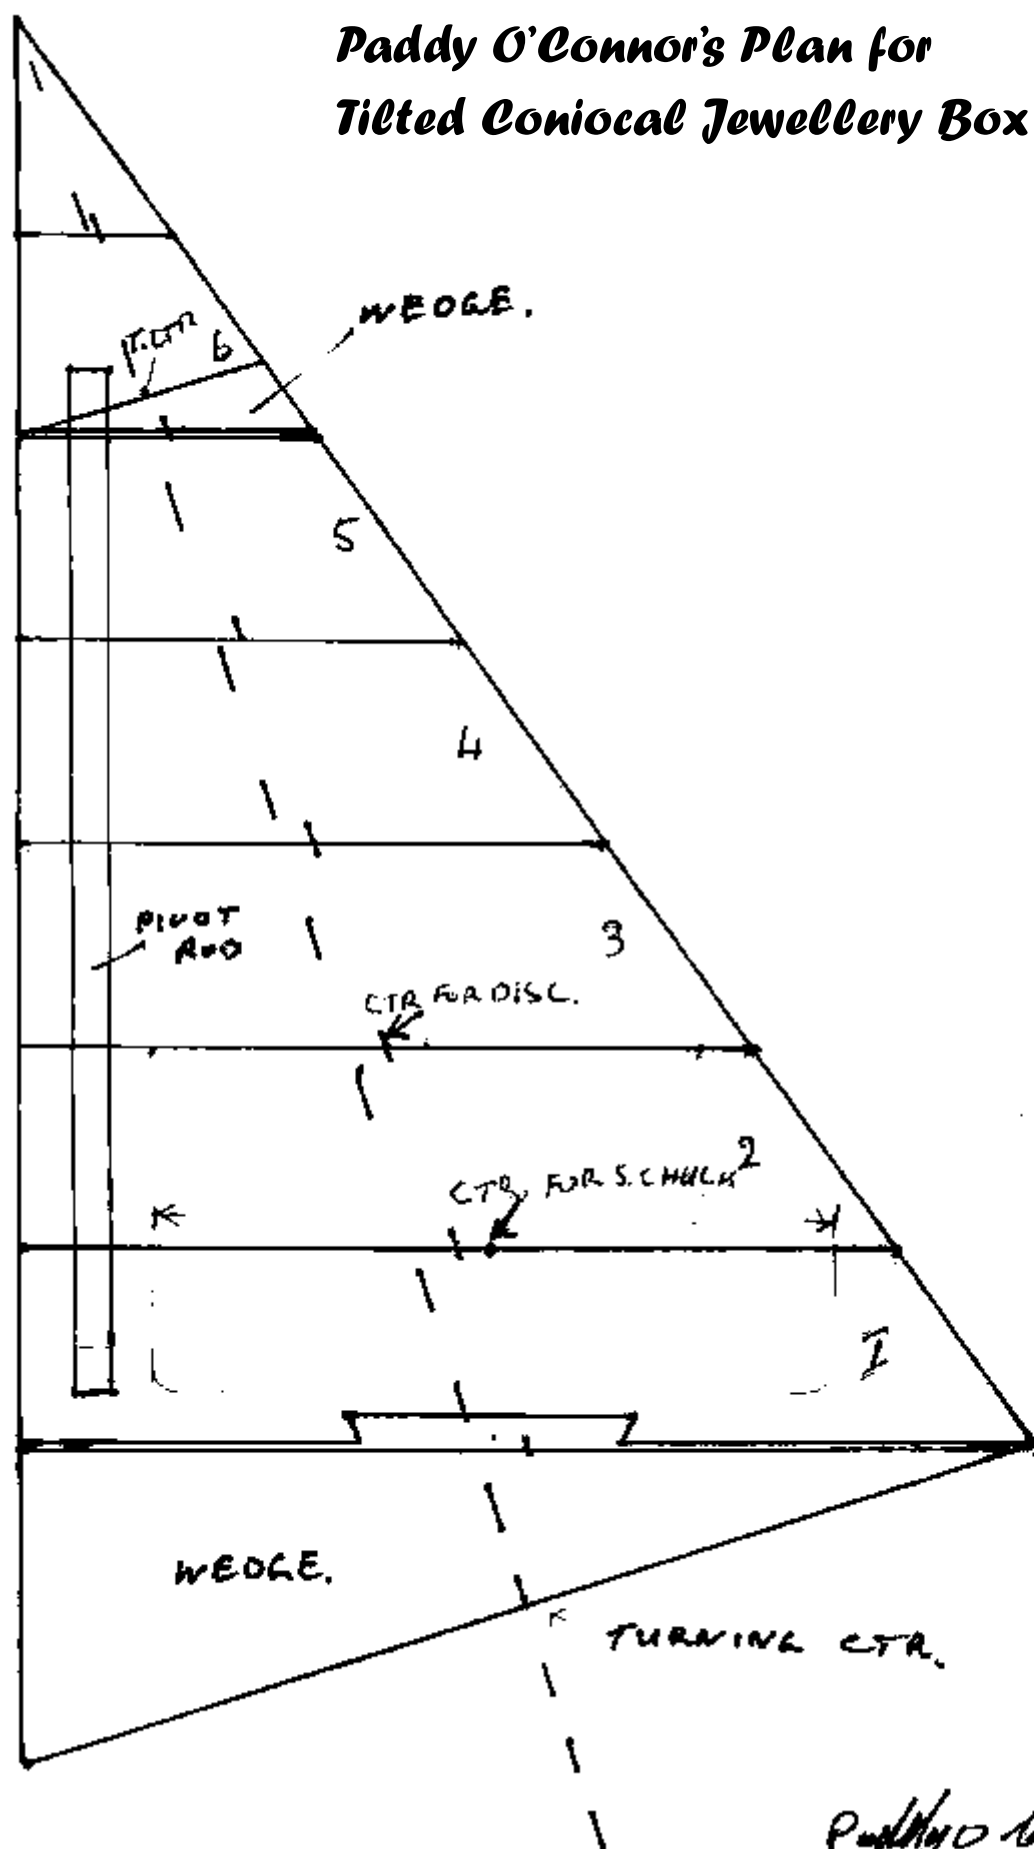 Paddy O'Connor's Plan for
Tilted Coniocal Jewellery Box
WEDGE.
T.CTR
6
5
4
PIVOT
ROD
3
CTR FOR DISC.
2
CTR FOR S.CHUCK
1
WEDGE.
TURNING CTR.